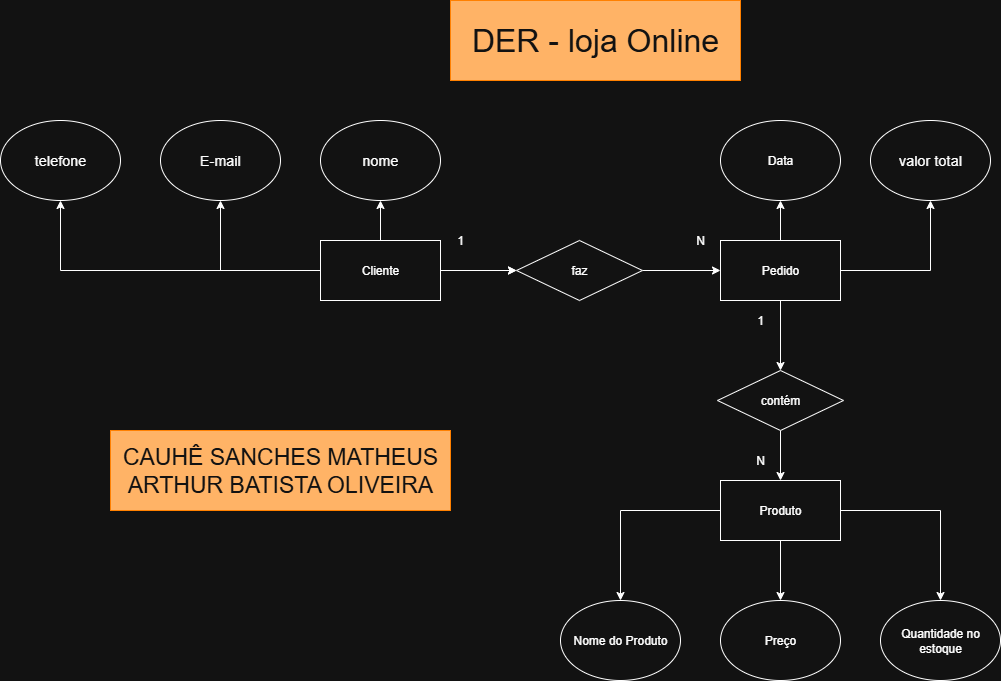 DER - loja Online
telefone
E-mail
nome
Data
valor total
1
N
Cliente
faz
Pedido
1
contém
CAUHÊ SANCHES MATHEUS
ARTHUR BATISTA OLIVEIRA
N
Produto
Nome do Produto
Preço
Quantidade no
estoque